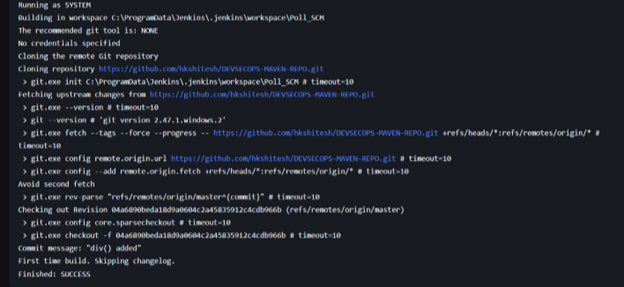 Running as SYSTEM
Building in workspace C:\ProgramData\Jenkins\.jenkins\workspace\Poll_SCM
The recommended git tool is: NONE
No credentials specified
Cloning the remote Git repository
Cloning repository https://github.com/hkshitesh/DEVSECOPS-MAVEN-REPO.git
> git.exe init C:\ProgramData\Jenkins\.jenkins\workspace\Poll_SCM # timeout=10
Fetching upstream changes from https://github.com/hkshitesh/DEVSECOPS-MAVEN-REPO.git
> git.exe --version # timeout=10
> git --version # 'git version 2.47.1.windows.2'
> git.exe fetch --tags --force --progress -- https://github.com/hkshitesh/DEVSECOPS-MAVEN-REPO.git +refs/heads/*:refs/remotes/origin/* #
timeout=10
> git.exe config remote.origin.url https://github.com/hkshitesh/DEVSECOPS-MAVEN-REPO.git # timeout=10
> git.exe config --add remote.origin.fetch +refs/heads/*:refs/remotes/origin/* # timeout=10
Avoid second fetch
> git.exe rev-parse "refs/remotes/origin/master^{commit}" # timeout=10
Checking out Revision 04a6890beda18d9a0604c2a45835912c4cdb966b (refs/remotes/origin/master)
> git.exe config core.sparsecheckout # timeout=10
> git.exe checkout -f 04a6890beda18d9a0604c2a45835912c4cdb966b # timeout=10
Commit message: "div() added"
First time build. Skipping changelog.
Finished: SUCCESS